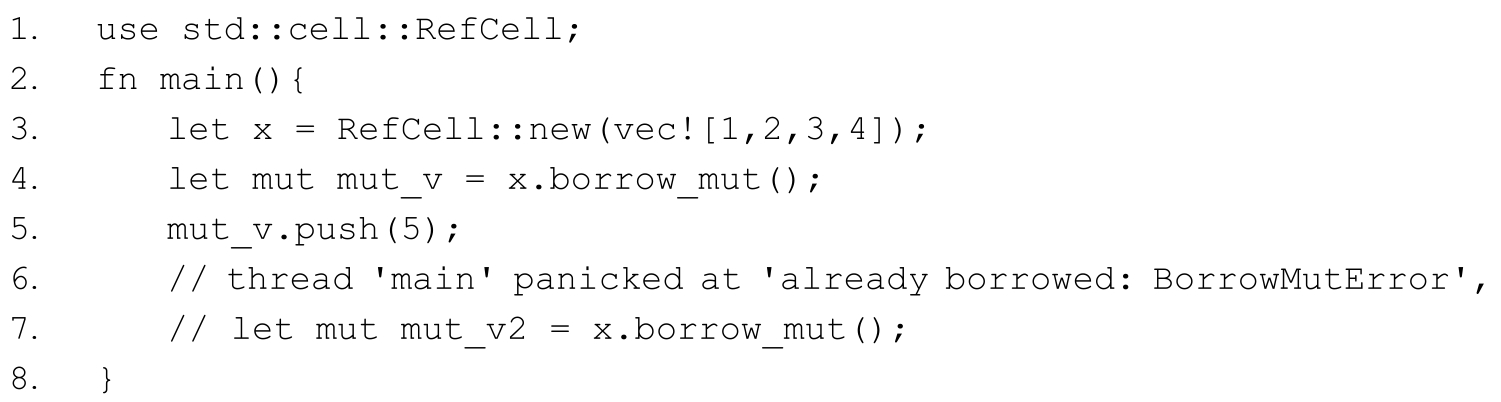 1. use std::cell::RefCell;
2. fn main(){
3. let x = RefCell::new(vec![1,2,3,4]);
4. let mut mut_v = x.borrow_mut();
5. mut_v.push(5);
6. // thread 'main' panicked at 'already borrowed: BorrowMutError',
7. // let mut mut_v2 = x.borrow_mut();
8. }